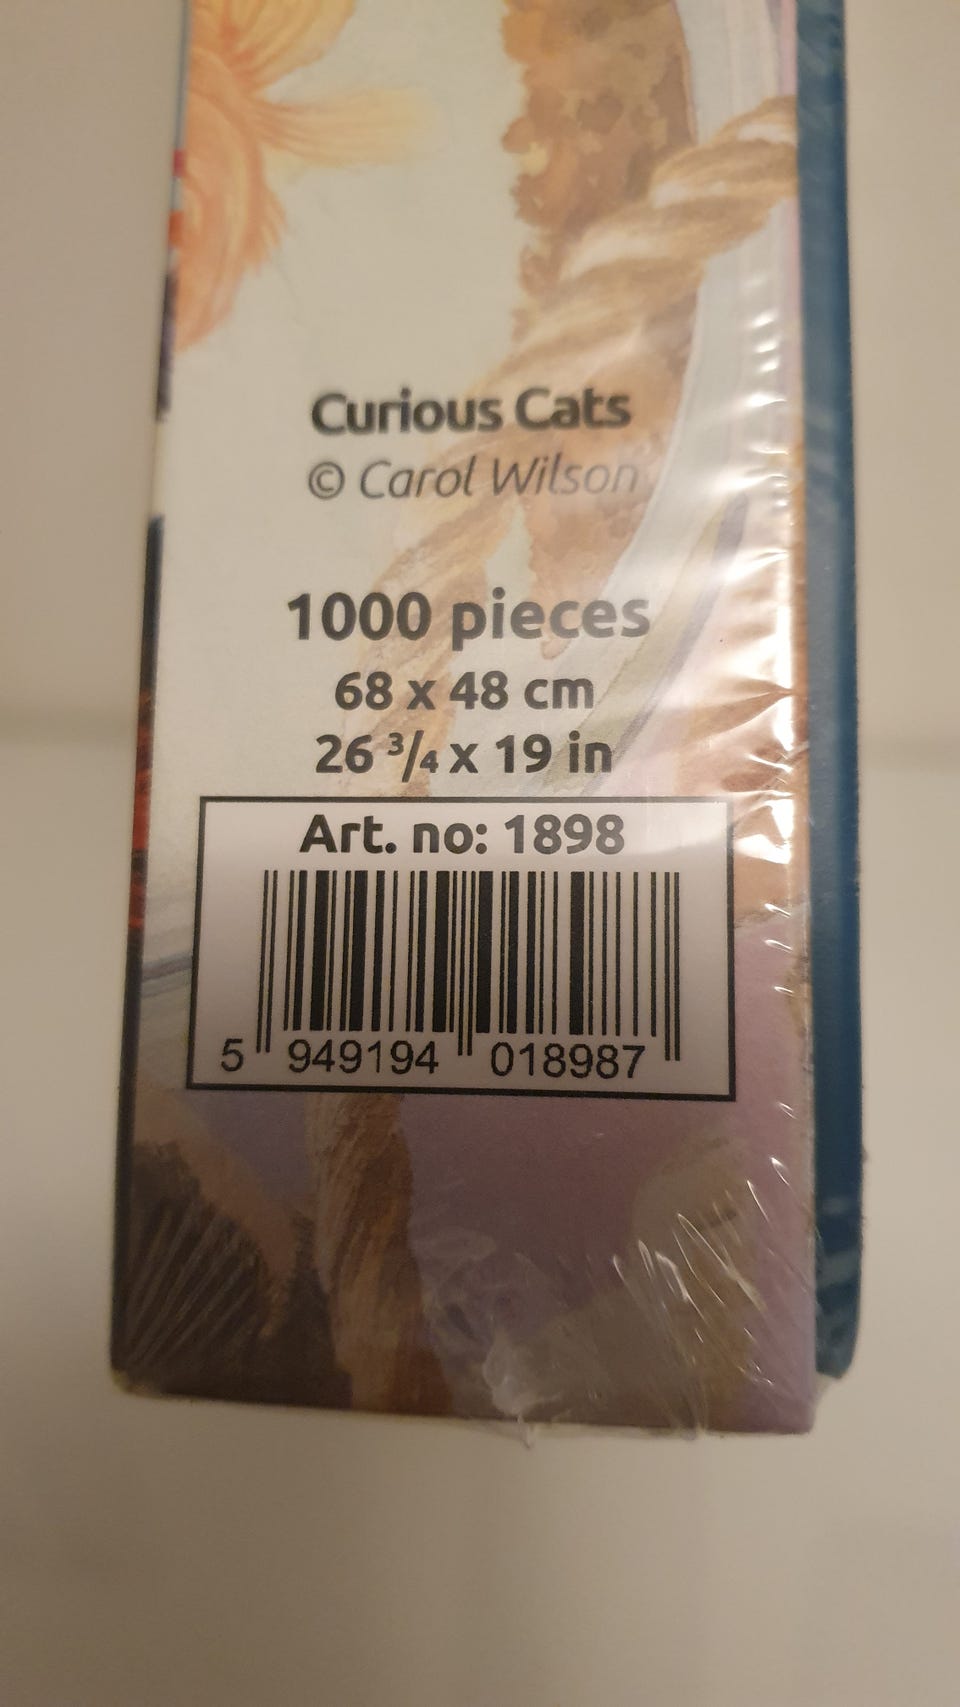 Curious Cats
© Carol Wilson
1000 pieces
68 x 48 cm
26 ³/₄ x 19 in
Art. no: 1898
5 949194 018987